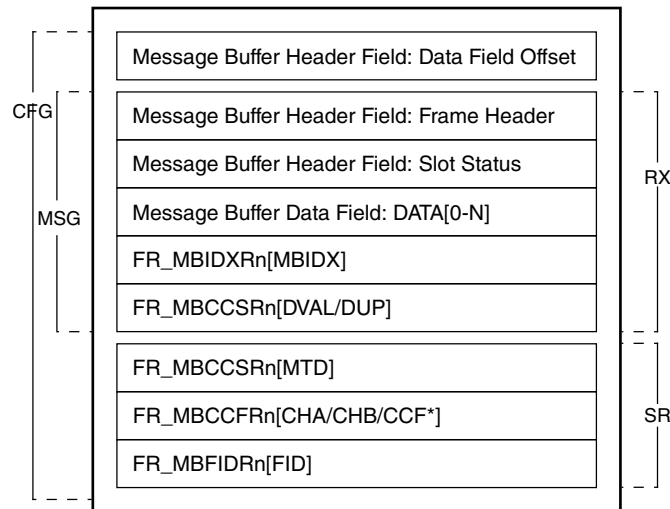 Message Buffer Header Field: Data Field Offset
CFG
Message Buffer Header Field: Frame Header
Message Buffer Header Field: Slot Status
RX
Message Buffer Data Field: DATA[0-N]
MSG
FR_MBIDXRn[MBIDX]
FR_MBCCSRn[DVAL/DUP]
FR_MBCCSRn[MTD]
FR_MBCCFRn[CHA/CHB/CCF*]
SR
FR_MBFIDRn[FID]